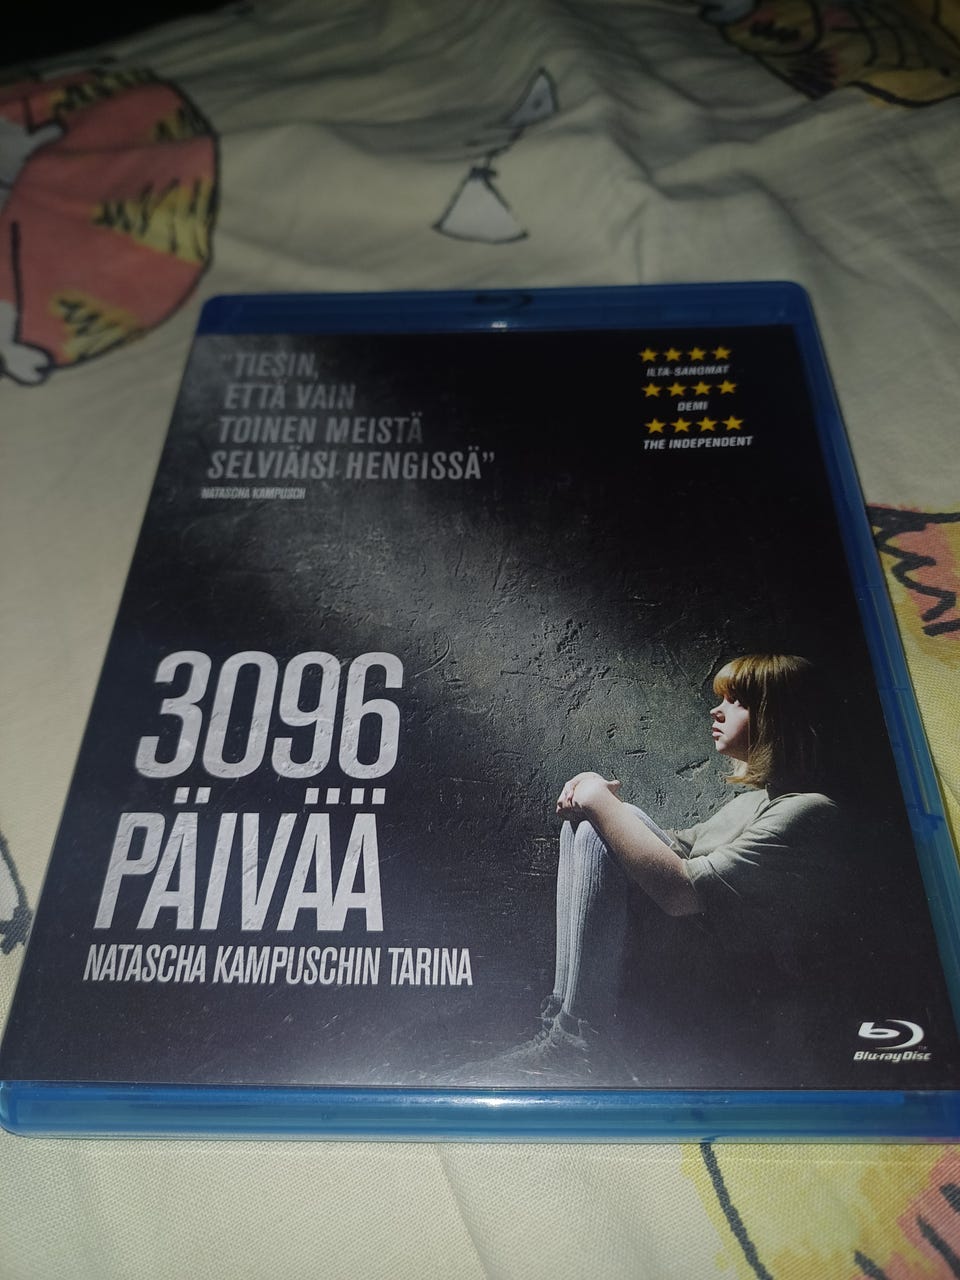 "TIESIN,
ETTÄ VAIN
TOINEN MEISTÄ
SELVIÄISI HENGISSÄ"
NATASCHA KAMPUSCH
ILTA-SANOMAT
DEMI
THE INDEPENDENT
3096
PÄIVÄÄ
NATASCHA KAMPUSCHIN TARINA
Blu-ray Disc